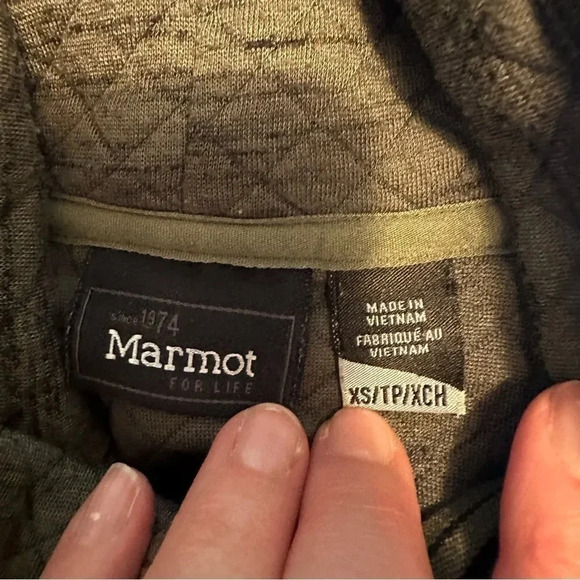 since 1974
Marmot
FOR LIFE
MADE IN
VIETNAM
FABRIQUÉ AU
VIETNAM
XS/TP/XCH